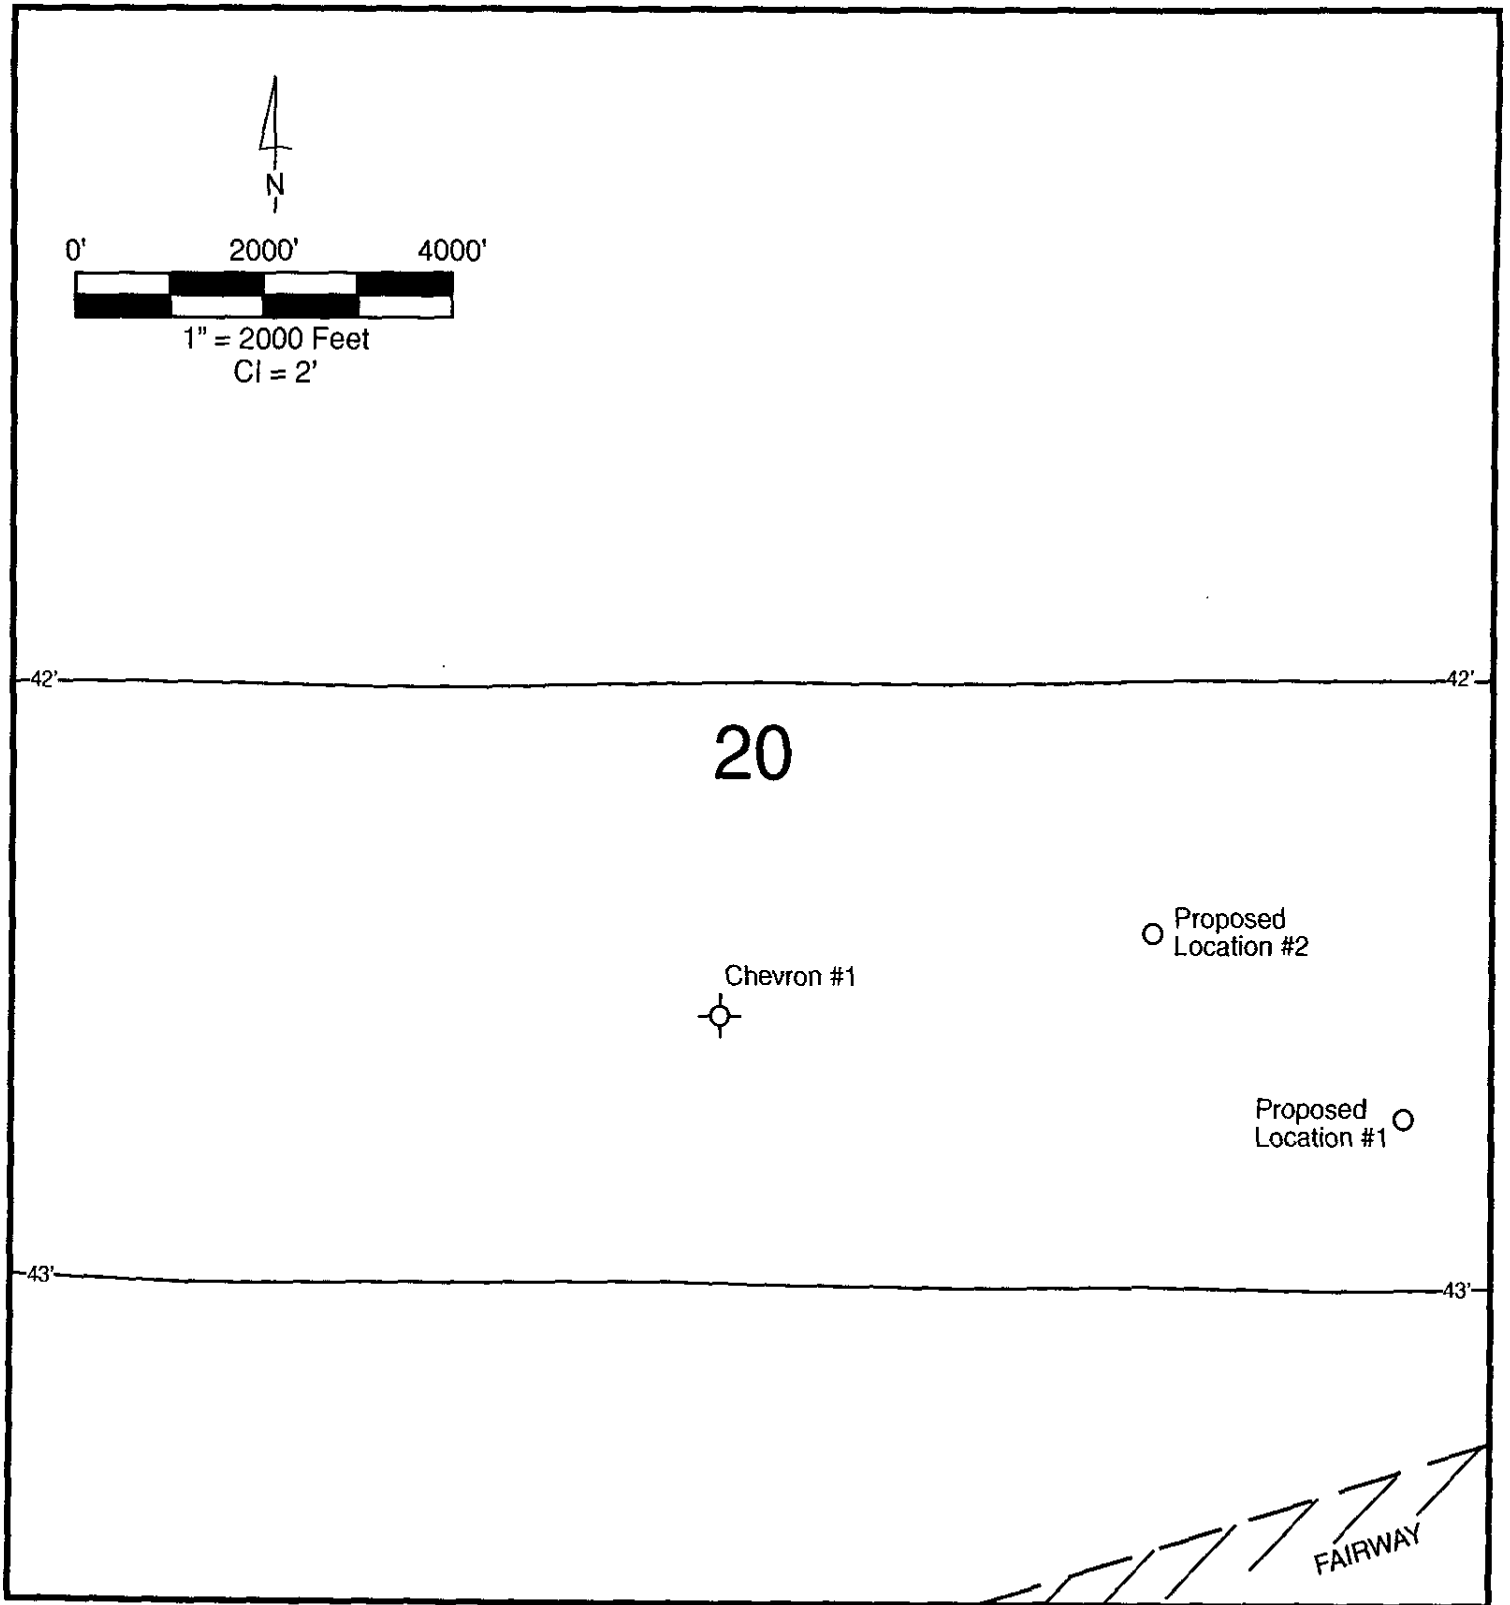 N
0' 2000' 4000'
1" = 2000 Feet
CI = 2'
42' 42'
20
Proposed
Location #2
Chevron #1
Proposed
Location #1
43' 43'
FAIRWAY